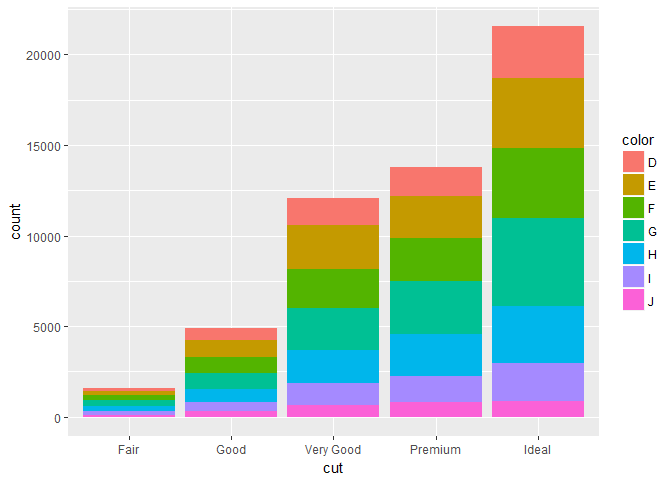 20000
15000
10000
5000
0
count
Fair Good Very Good Premium Ideal
cut
color
D
E
F
G
H
I
J